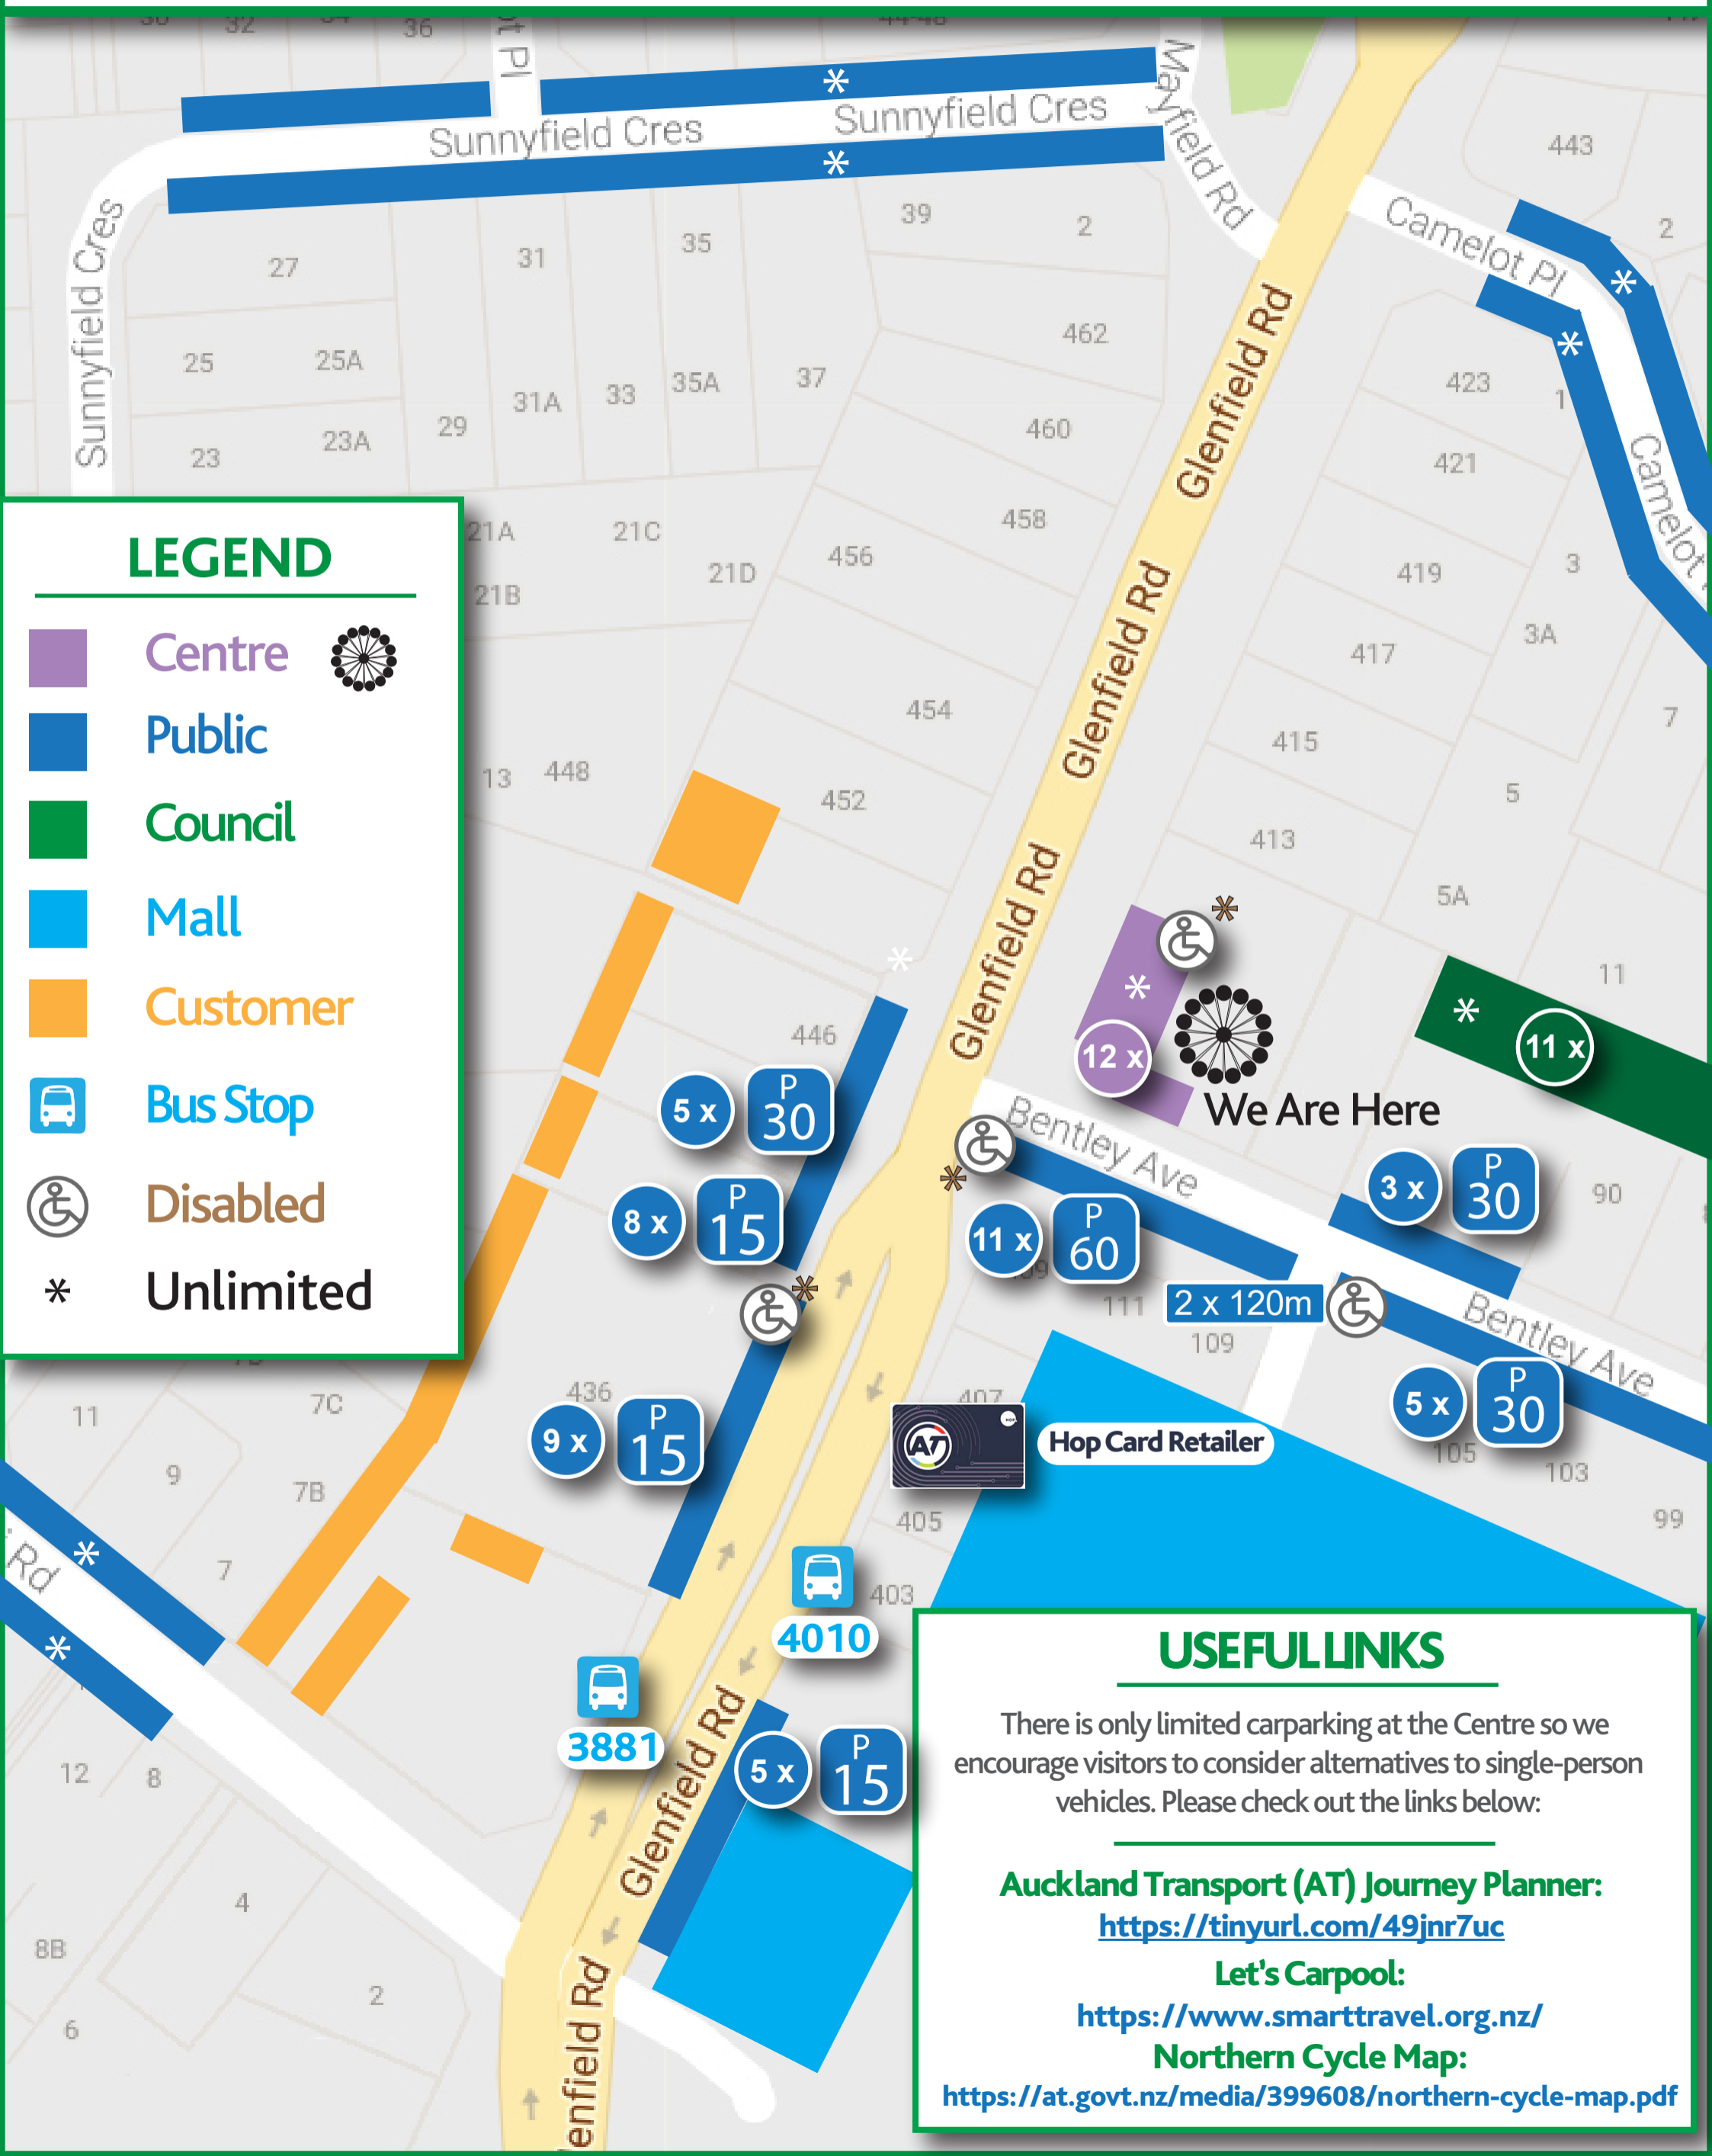 32
36
ot Pl
Mayfield Rd
Sunnyfield Cres
Sunnyfield Cres
*
*
443
Camelot Pl
2
*
*
Sunnyfield Cres
27
31
35
39
2
Glenfield Rd
25
25A
31A
33
35A
37
462
423
1
23
23A
29
460
421
Camelot
21A
21C
458
456
419
3
21B
21D
Glenfield Rd
417
3A
454
415
7
13
448
452
413
5
5A
LEGEND
Centre
Public
Council
Mall
Customer
Bus Stop
Disabled
* Unlimited
Glenfield Rd
*
*
*
12 x
We Are Here
*
11 x
11
446
5 x
P
30
8 x
P
15
*
Bentley Ave
*
11 x
P
60
3 x
P
30
90
111
109
2 x 120m
Bentley Ave
5 x
P
30
105
103
99
436
9 x
P
15
407
AT
Hop Card Retailer
405
403
11
7C
9
7B
7
Rd
*
*
12
8
4
8B
2
6
4010
3881
Glenfield Rd
5 x
P
15
enfield Rd
USEFUL LINKS
There is only limited carparking at the Centre so we
encourage visitors to consider alternatives to single-person
vehicles. Please check out the links below:
Auckland Transport (AT) Journey Planner:
https://tinyurl.com/49jnr7uc
Let's Carpool:
https://www.smarttravel.org.nz/
Northern Cycle Map:
https://at.govt.nz/media/399608/northern-cycle-map.pdf